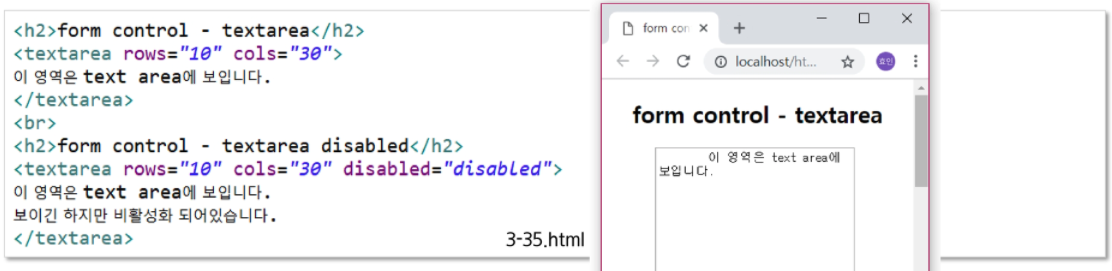 <h2>form control - textarea</h2>
<textarea rows="10" cols="30">
이 영역은 text area에 보입니다.
</textarea>
<br>
<h2>form control - textarea disabled</h2>
<textarea rows="10" cols="30" disabled="disabled">
이 영역은 text area에 보입니다.
보이긴 하지만 비활성화 되어있습니다.
</textarea>
3-35.html
form con
localhost/ht...
효인
form control - textarea
이 영역은 text area에
보입니다.